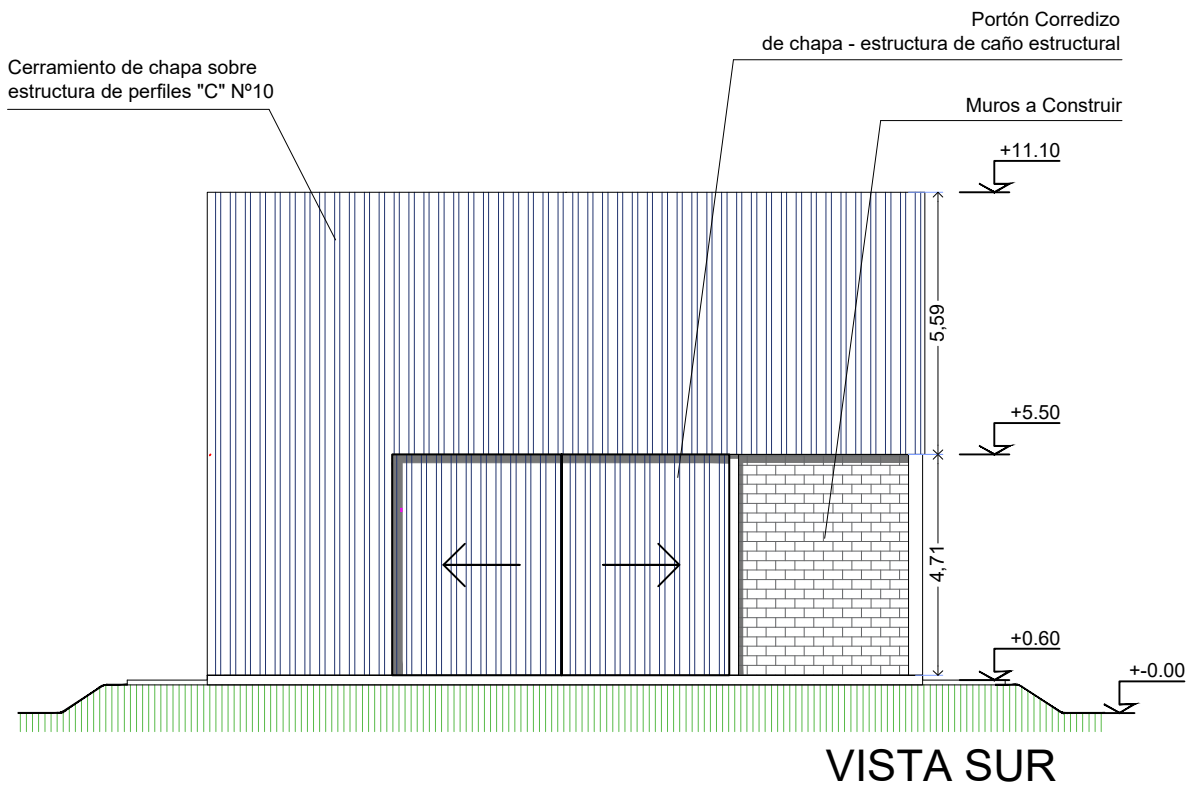 Portón Corredizo
de chapa - estructura de caño estructural
Cerramiento de chapa sobre
estructura de perfiles "C" Nº10
Muros a Construir
+11.10
5,59
+5.50
4,71
+0.60
+-0.00
VISTA SUR